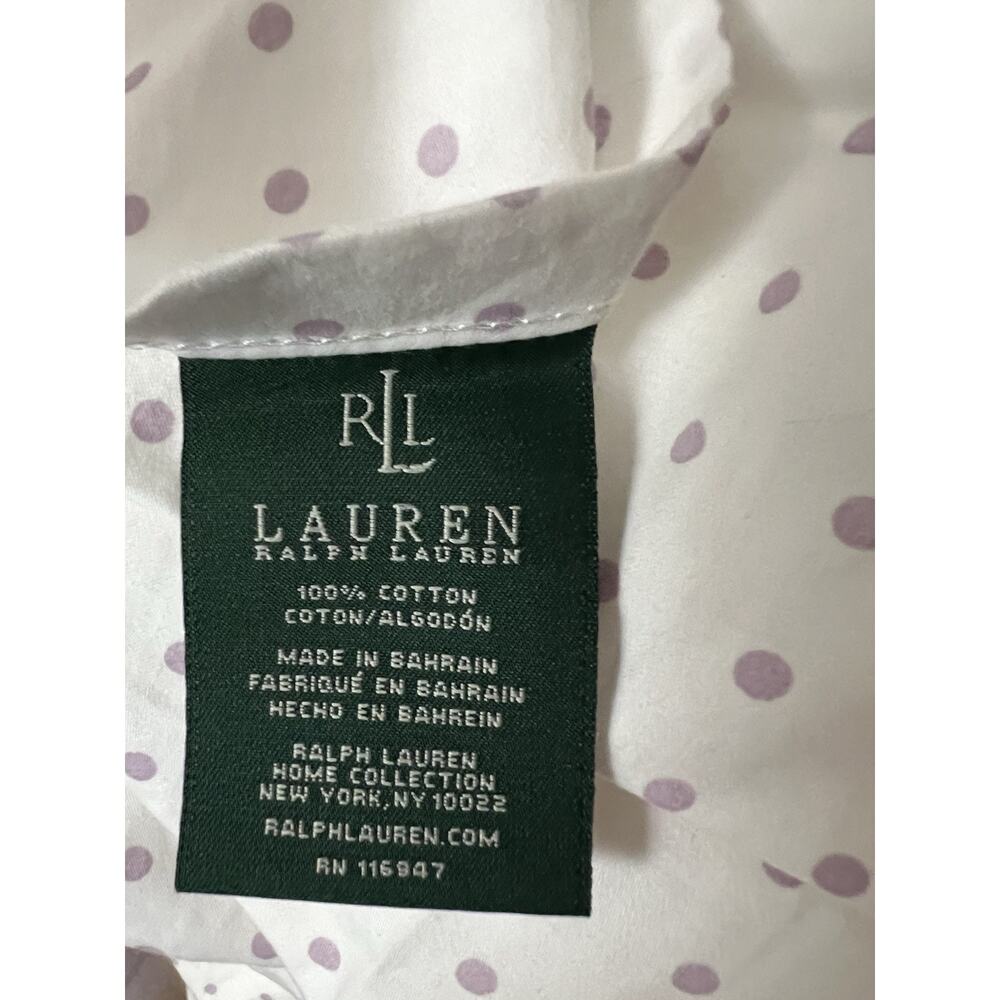 RLL
LAUREN
RALPH LAUREN
100% COTTON
COTON/ALGODÓN
MADE IN BAHRAIN
FABRIQUÉ EN BAHRAIN
HECHO EN BAHREIN
RALPH LAUREN
HOME COLLECTION
NEW YORK, NY 10022
RALPHLAUREN.COM
RN 116947